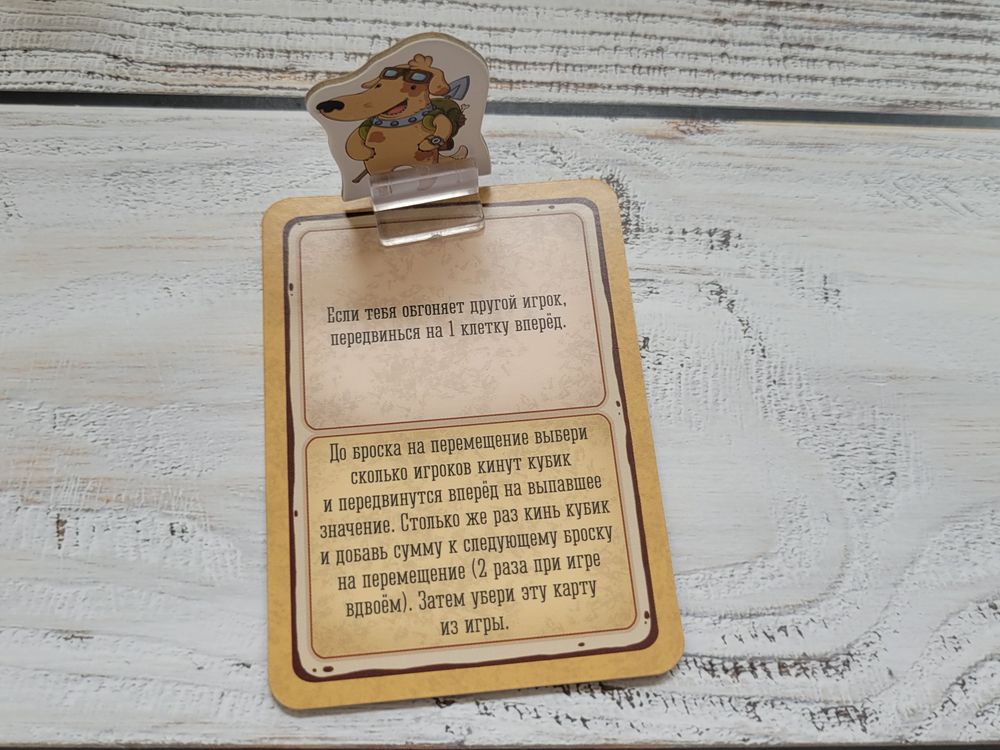 Если тебя обгоняет другой игрок,
передвинься на 1 клетку вперёд.
До броска на перемещение выбери
сколько игроков кинут кубик
и передвинутся вперёд на выпавшее
значение. Столько же раз кинь кубик
и добавь сумму к следующему броску
на перемещение (2 раза при игре
вдвоём). Затем убери эту карту
из игры.